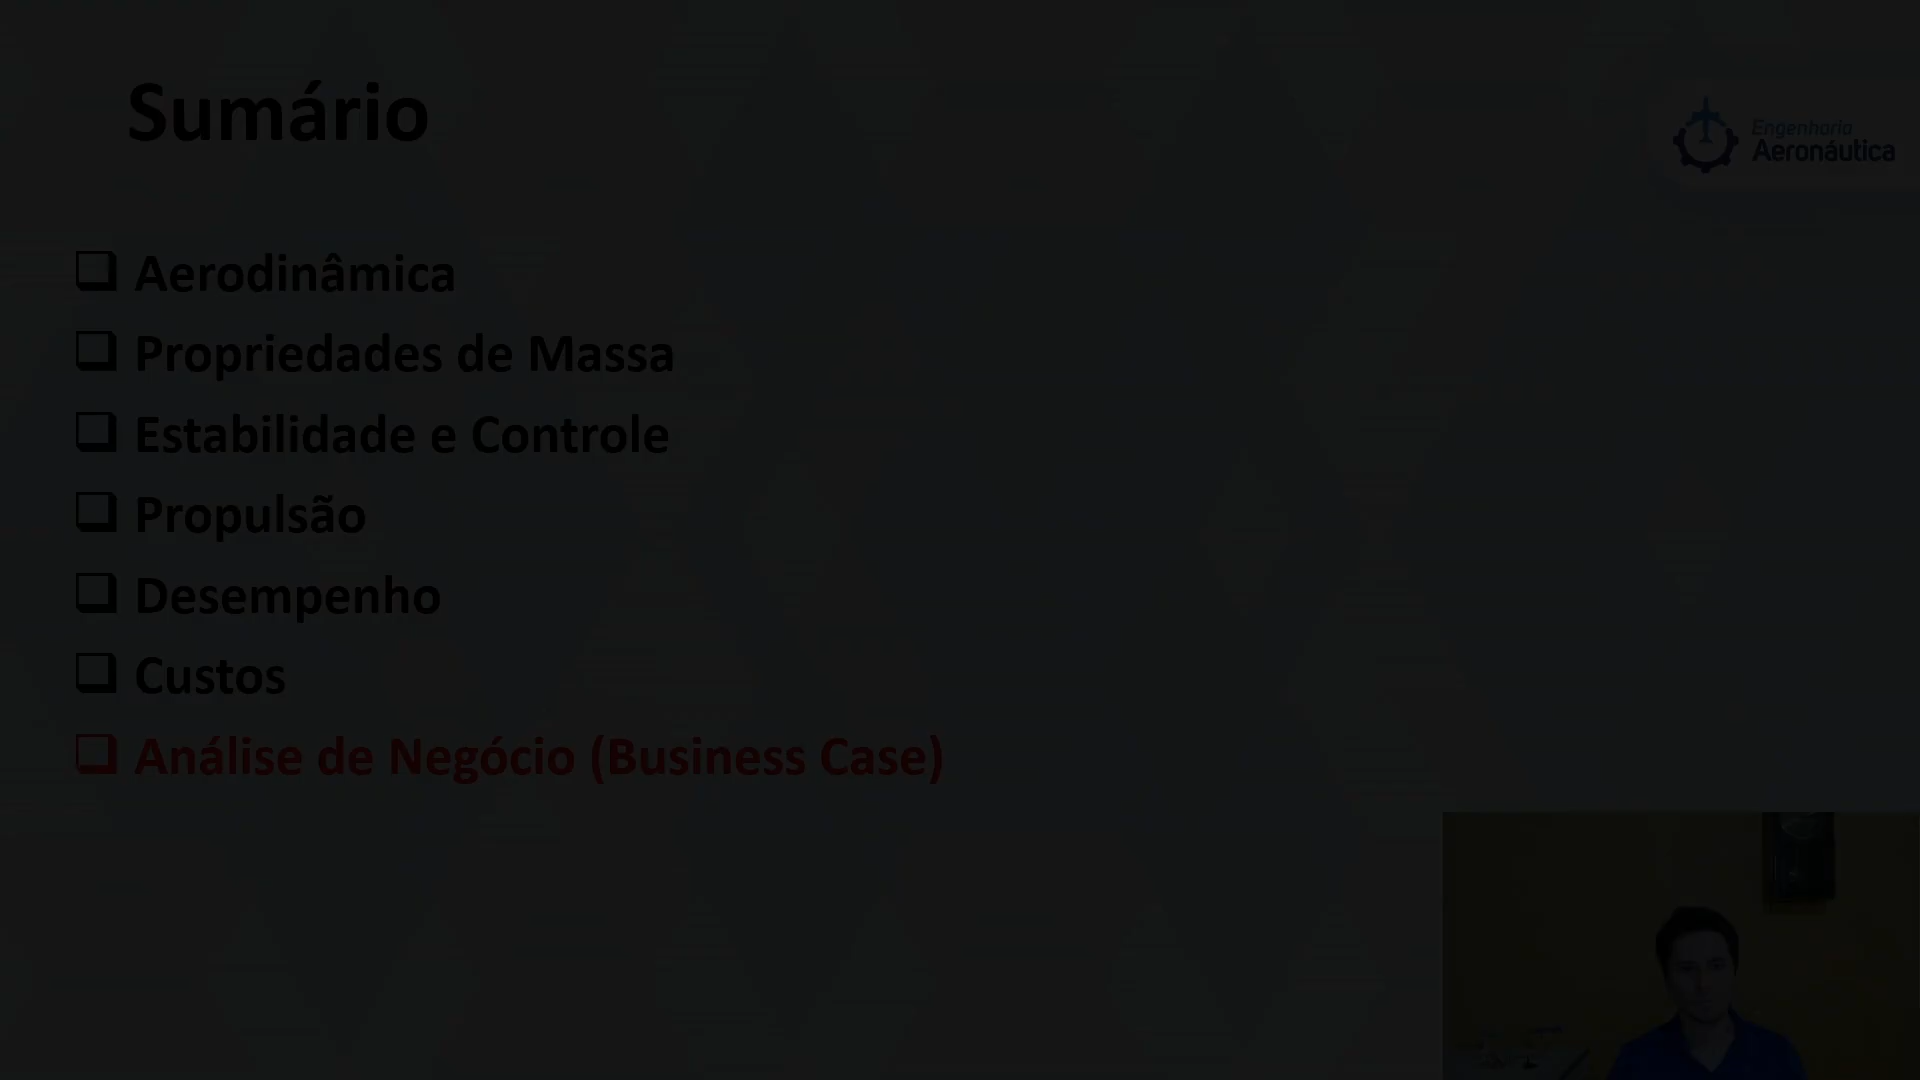 Sumário
Engenharia
Aeronáutica
Aerodinâmica
Propriedades de Massa
Estabilidade e Controle
Propulsão
Desempenho
Custos
Análise de Negócio (Business Case)